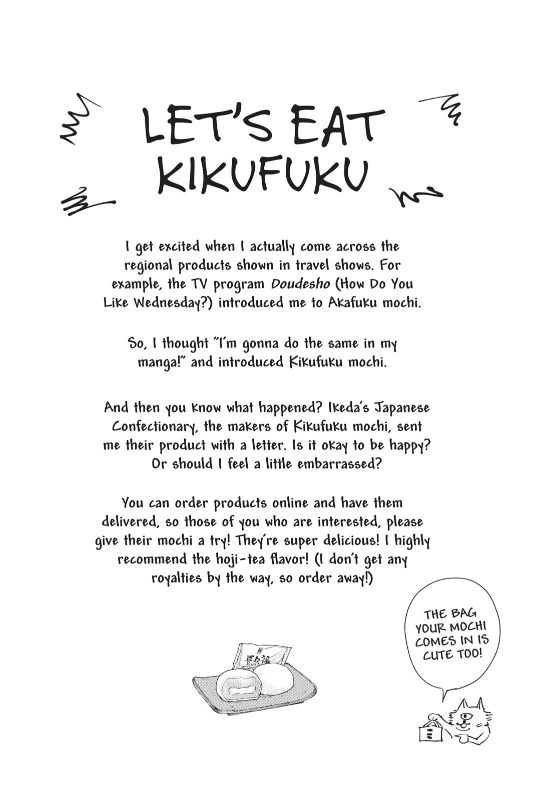 LET'S EAT
KIKUFUKU
I get excited when I actually come across the
regional products shown in travel shows. For
example, the TV program Doudesho (How Do You
Like Wednesday?) introduced me to Akafuku mochi.
So, I thought "I'm gonna do the same in my
manga!" and introduced Kikufuku mochi.
And then you know what happened? Ikeda's Japanese
Confectionary, the makers of Kikufuku mochi, sent
me their product with a letter. Is it okay to be happy?
Or should I feel a little embarrassed?
You can order products online and have them
delivered, so those of you who are interested, please
give their mochi a try! They're super delicious! I highly
recommend the hoji-tea flavor! (I don't get any
royalties by the way, so order away!)
THE BAG
YOUR MOCHI
COMES IN IS
CUTE TOO!